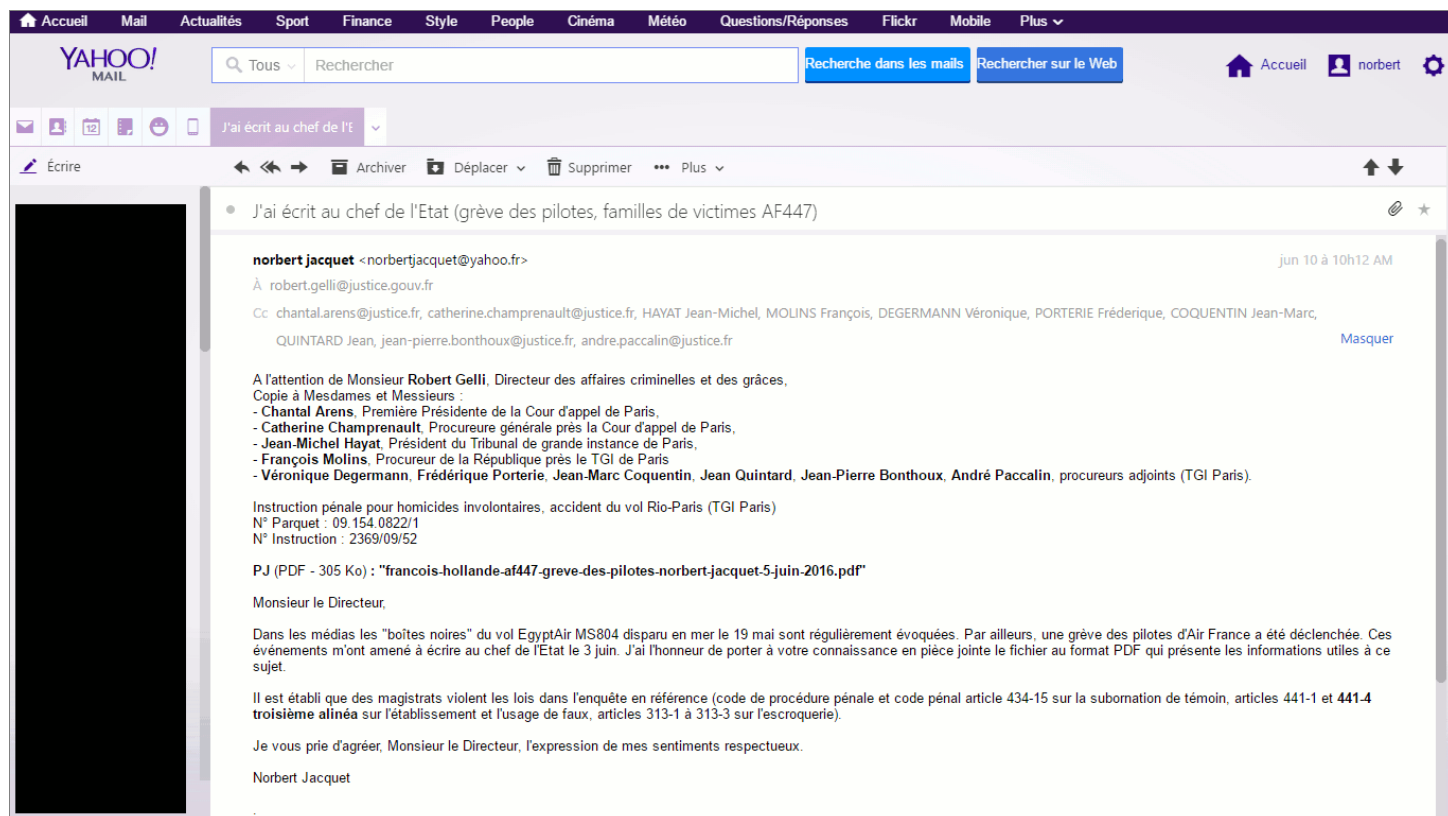 Accueil Mail Actualités Sport Finance Style People Cinéma Météo Questions/Réponses Flickr Mobile Plus
YAHOO! MAIL
Tous Rechercher Recherche dans les mails Rechercher sur le Web Accueil norbert
12 J'ai écrit au chef de l'E
Écrire Archiver Déplacer Supprimer Plus
J'ai écrit au chef de l'Etat (grève des pilotes, familles de victimes AF447)
norbert jacquet <norbertjacquet@yahoo.fr> jun 10 à 10h12 AM
À robert.gelli@justice.gouv.fr
Cc chantal.arens@justice.fr, catherine.champrenault@justice.fr, HAYAT Jean-Michel, MOLINS François, DEGERMANN Véronique, PORTERIE Fréderique, COQUENTIN Jean-Marc,
QUINTARD Jean, jean-pierre.bonthoux@justice.fr, andre.paccalin@justice.fr Masquer
A l'attention de Monsieur Robert Gelli, Directeur des affaires criminelles et des grâces,
Copie à Mesdames et Messieurs :
- Chantal Arens, Première Présidente de la Cour d'appel de Paris,
- Catherine Champrenault, Procureure générale près la Cour d'appel de Paris,
- Jean-Michel Hayat, Président du Tribunal de grande instance de Paris,
- François Molins, Procureur de la République près le TGI de Paris
- Véronique Degermann, Frédérique Porterie, Jean-Marc Coquentin, Jean Quintard, Jean-Pierre Bonthoux, André Paccalin, procureurs adjoints (TGI Paris).
Instruction pénale pour homicides involontaires, accident du vol Rio-Paris (TGI Paris)
N° Parquet : 09.154.0822/1
N° Instruction : 2369/09/52
PJ (PDF - 305 Ko) : "francois-hollande-af447-greve-des-pilotes-norbert-jacquet-5-juin-2016.pdf"
Monsieur le Directeur,
Dans les médias les "boîtes noires" du vol EgyptAir MS804 disparu en mer le 19 mai sont régulièrement évoquées. Par ailleurs, une grève des pilotes d'Air France a été déclenchée. Ces
événements m'ont amené à écrire au chef de l'Etat le 3 juin. J'ai l'honneur de porter à votre connaissance en pièce jointe le fichier au format PDF qui présente les informations utiles à ce
sujet.
Il est établi que des magistrats violent les lois dans l'enquête en référence (code de procédure pénale et code pénal article 434-15 sur la subornation de témoin, articles 441-1 et 441-4
troisième alinéa sur l'établissement et l'usage de faux, articles 313-1 à 313-3 sur l'escroquerie).
Je vous prie d'agréer, Monsieur le Directeur, l'expression de mes sentiments respectueux.
Norbert Jacquet
.